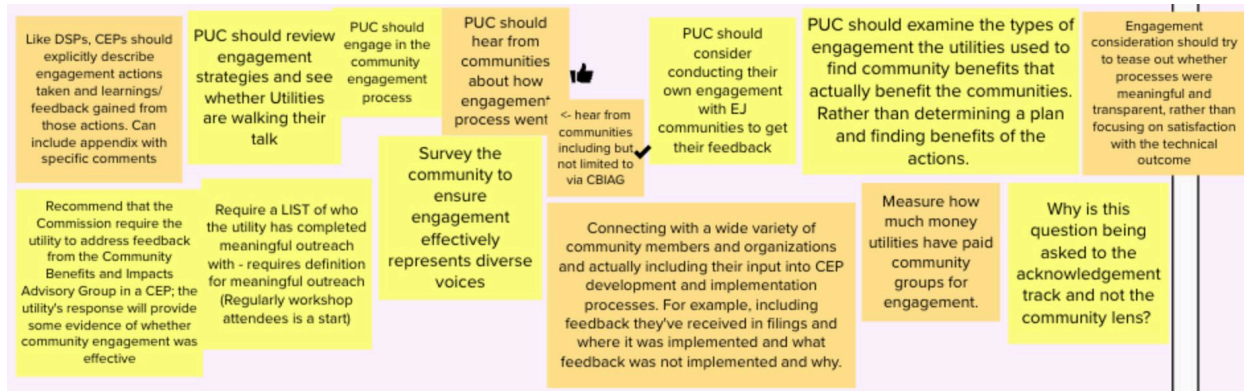 Like DSPs, CEPs should
explicitly describe
engagement actions
taken and learnings/
feedback gained from
those actions. Can
include appendix with
specific comments
PUC should review
engagement
strategies and see
whether Utilities
are walking their
talk
PUC should
engage in the
community
engagement
process
PUC should
hear from
communities
about how
engagement
process went
<- hear from
communities
including but
not limited to
via CBIAG
PUC should
consider
conducting their
own engagement
with EJ
communities to get
their feedback
PUC should examine the types of
engagement the utilities used to
find community benefits that
actually benefit the communities.
Rather than determining a plan
and finding benefits of the
actions.
Engagement
consideration should try
to tease out whether
processes were
meaningful and
transparent, rather than
focusing on satisfaction
with the technical
outcome
Recommend that the
Commission require the
utility to address feedback
from the Community
Benefits and Impacts
Advisory Group in a CEP; the
utility's response will provide
some evidence of whether
community engagement was
effective
Require a LIST of who
the utility has completed
meaningful outreach
with - requires definition
for meaningful outreach
(Regularly workshop
attendees is a start)
Survey the
community to
ensure
engagement
effectively
represents diverse
voices
Connecting with a wide variety of
community members and organizations
and actually including their input into CEP
development and implementation
processes. For example, including
feedback they've received in filings and
where it was implemented and what
feedback was not implemented and why.
Measure how
much money
utilities have paid
community
groups for
engagement.
Why is this
question being
asked to the
acknowledgement
track and not the
community lens?